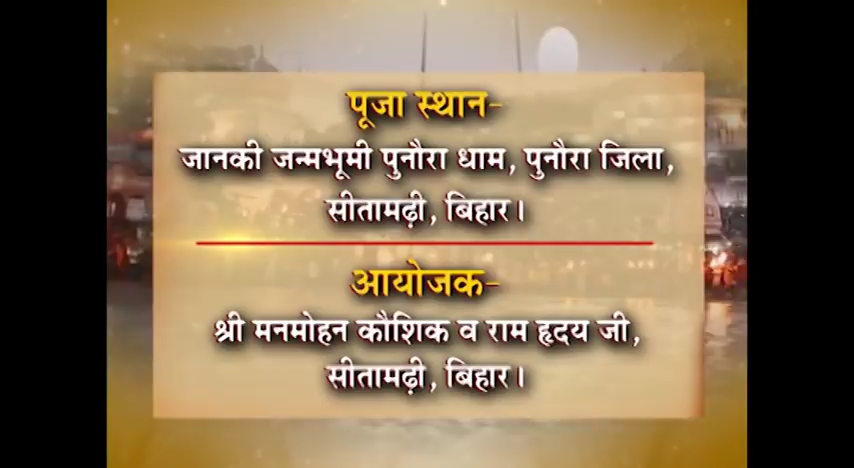 पूजा स्थान-
जानकी जन्मभूमी पुनौरा धाम, पुनौरा जिला,
सीतामढ़ी, बिहार।
आयोजक-
श्री मनमोहन कौशिक व राम हृदय जी,
सीतामढ़ी, बिहार।